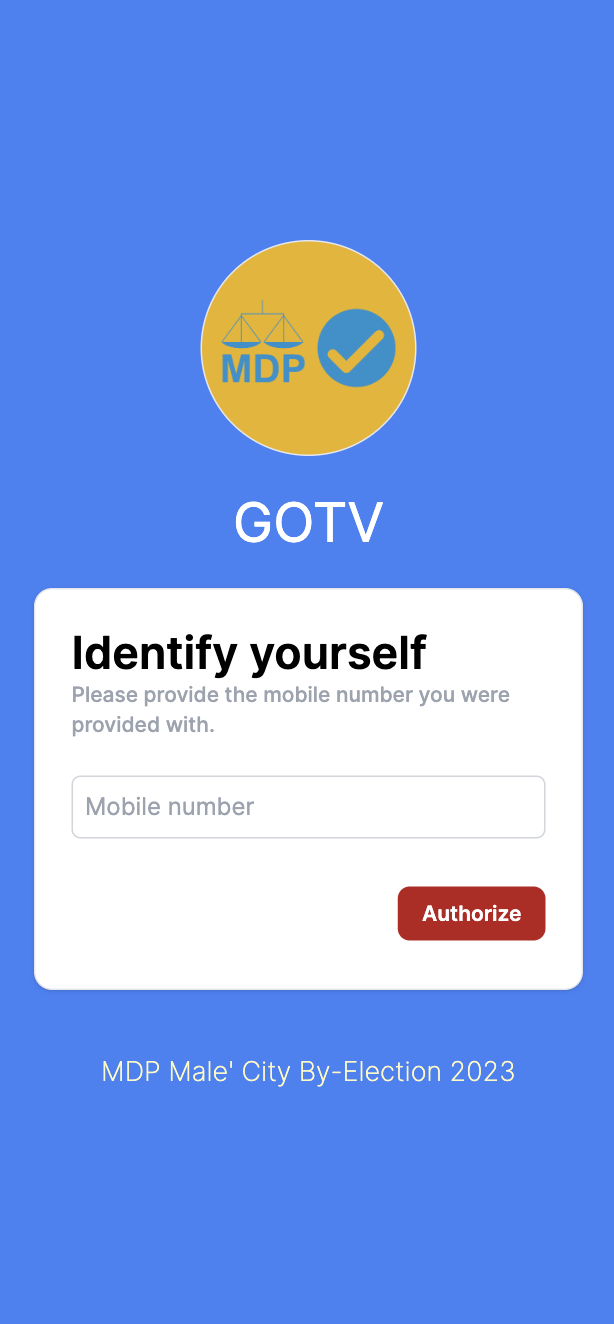 MDP
GOTV
Identify yourself
Please provide the mobile number you were
provided with.
Mobile number
Authorize
MDP Male' City By-Election 2023